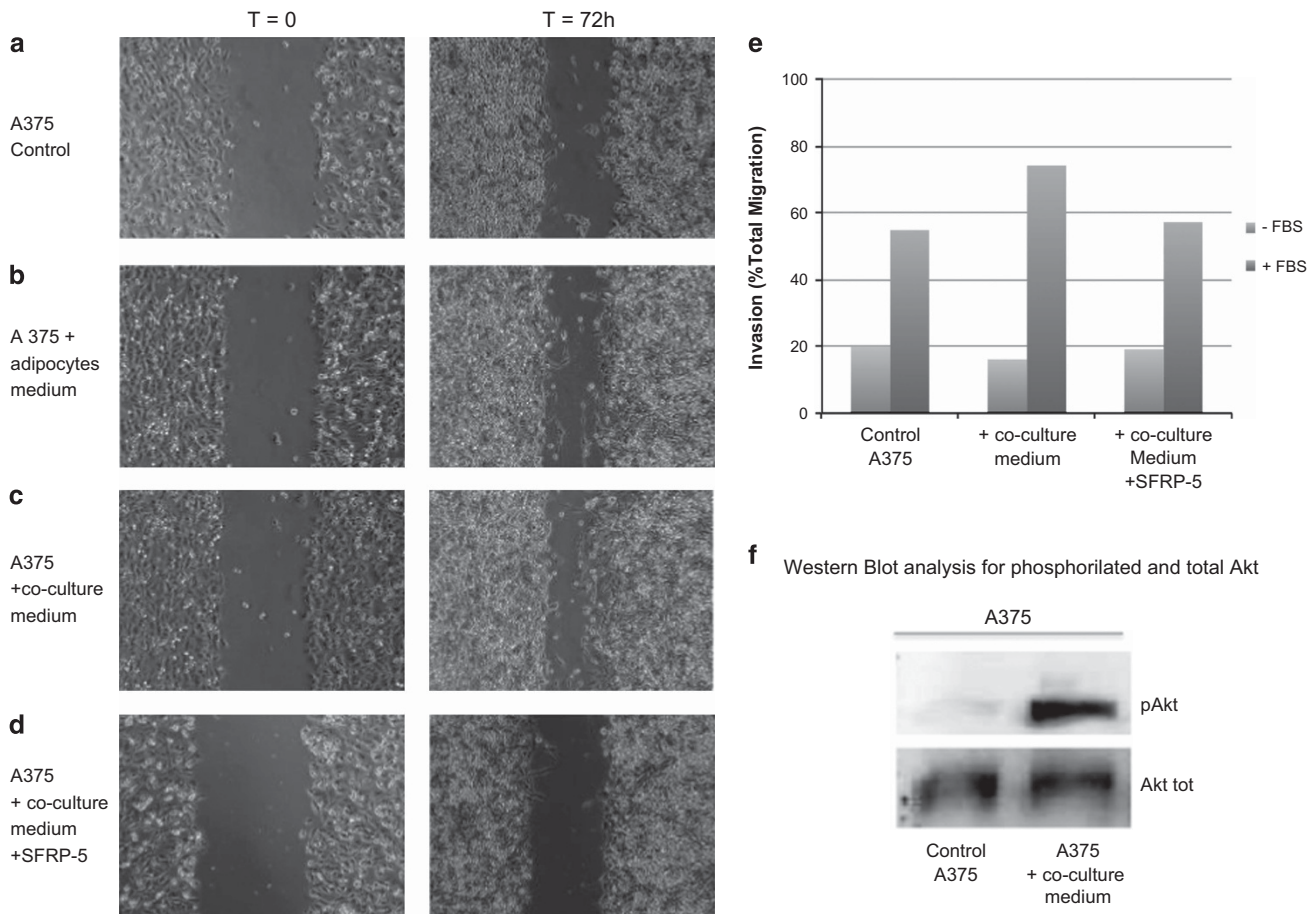 T = 0
T = 72h
a
A375
Control
b
A 375 +
adipocytes
medium
c
A375
+co-culture
medium
d
A375
+ co-culture
medium
+SFRP-5
e
Invasion (%Total Migration)
100
80
60
40
20
0
Control
A375
+ co-culture
medium
+ co-culture
Medium
+SFRP-5
- FBS
+ FBS
f
Western Blot analysis for phosphorilated and total Akt
A375
pAkt
Akt tot
Control
A375
A375
+ co-culture
medium